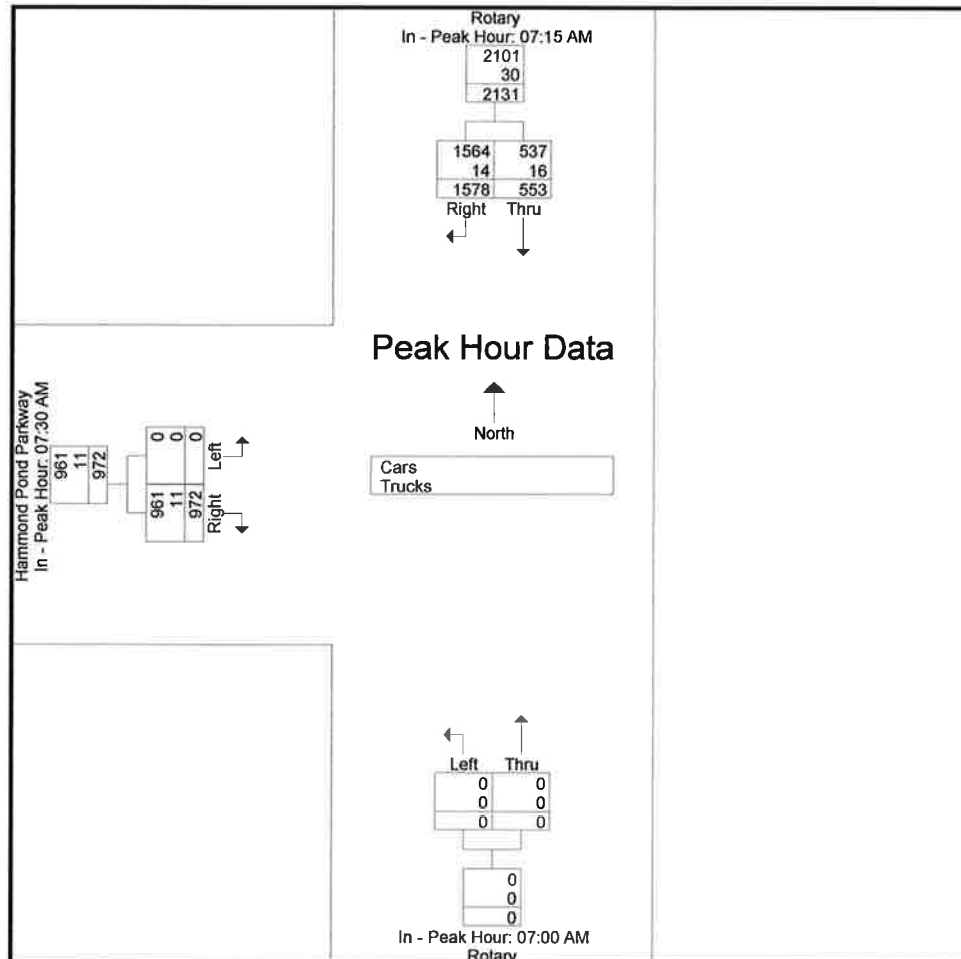 Rotary
In - Peak Hour: 07:15 AM
2101
30
2131
1564 537
14 16
1578 553
Right Thru
Peak Hour Data
North
Cars
Trucks
Hammond Pond Parkway
In - Peak Hour: 07:30 AM
961
11
972
0 0 0
Left
961 11 972
Right
Left Thru
0 0
0 0
0 0
0
0
0
In - Peak Hour: 07:00 AM
Rotary